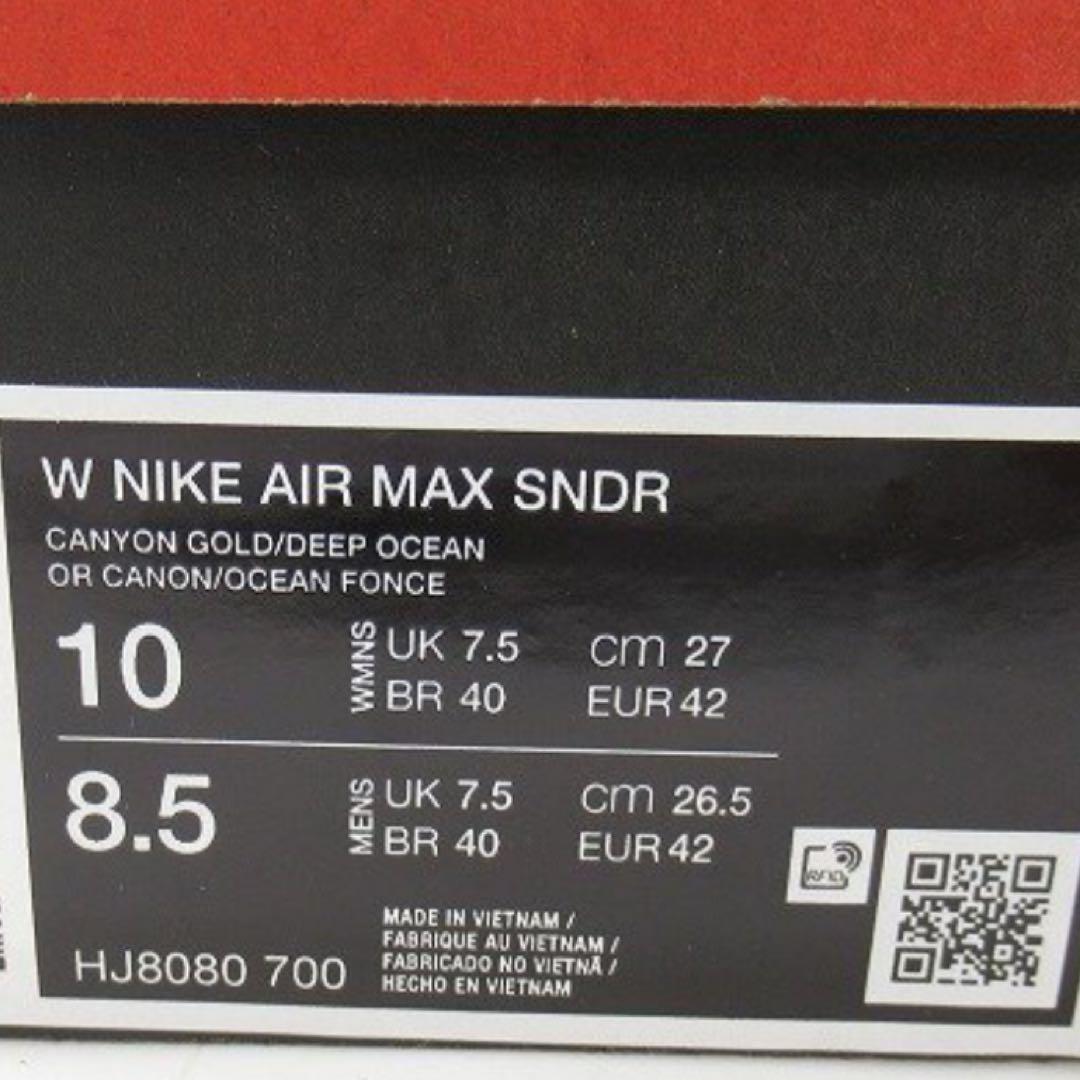 W NIKE AIR MAX SNDR
CANYON GOLD/DEEP OCEAN
OR CANON/OCEAN FONCE
10 WMNS UK 7.5 cm 27
BR 40 EUR 42
8.5 MENS UK 7.5 cm 26.5
BR 40 EUR 42
RFID
HJ8080 700
MADE IN VIETNAM /
FABRIQUE AU VIETNAM /
FABRICADO NO VIETNÃ /
HECHO EN VIETNAM